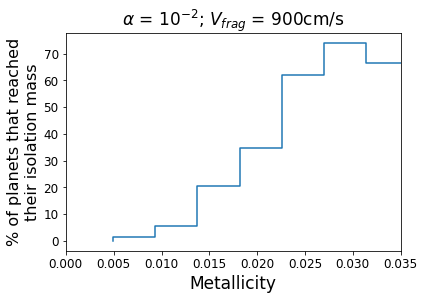 α = 10⁻²; V_frag = 900cm/s
% of planets that reached
their isolation mass
70
60
50
40
30
20
10
0
0.000 0.005 0.010 0.015 0.020 0.025 0.030 0.035
Metallicity